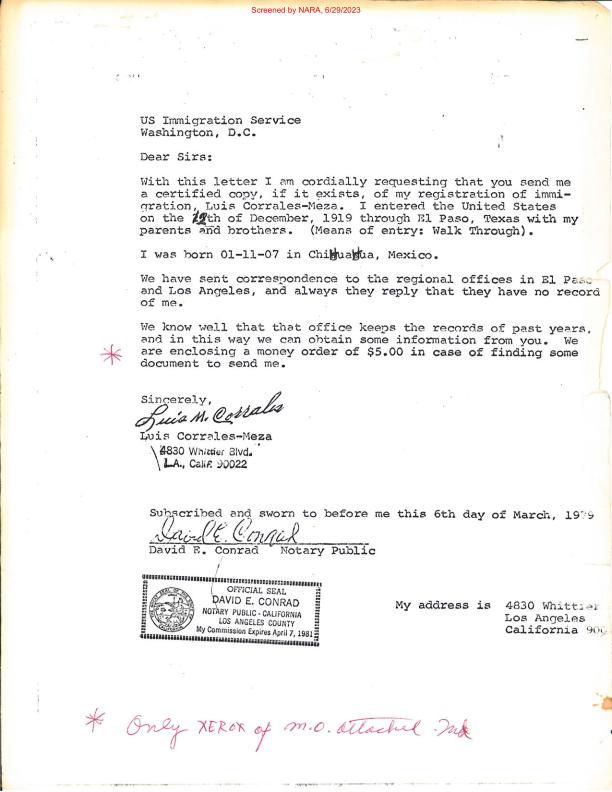 Screened by NARA, 6/29/2023
US Immigration Service
Washington, D.C.
Dear Sirs:
With this letter I am cordially requesting that you send me
a certified copy, if it exists, of my registration of immi-
gration, Luis Corrales-Meza. I entered the United States
on the th of December, 1919 through El Paso, Texas with my
parents and brothers. (Means of entry: Walk Through).
I was born 01-11-07 in Chihuahua, Mexico.
We have sent correspondence to the regional offices in El Paso
and Los Angeles, and always they reply that they have no record
of me.
We know well that that office keeps the records of past years,
and in this way we can obtain some information from you. We
* are enclosing a money order of $5.00 in case of finding some
document to send me.
Sincerely,
Luis M. Corrales
Luis Corrales-Meza
4830 Whittier Blvd.
L.A., Calif. 90022
Subscribed and sworn to before me this 6th day of March, 1979
David E. Conrad
David E. Conrad Notary Public
OFFICIAL SEAL
DAVID E. CONRAD
NOTARY PUBLIC - CALIFORNIA
LOS ANGELES COUNTY
My Commission Expires April 7, 1981
My address is 4830 Whittier
Los Angeles
California 900
* Only XEROX of M.O. attached.